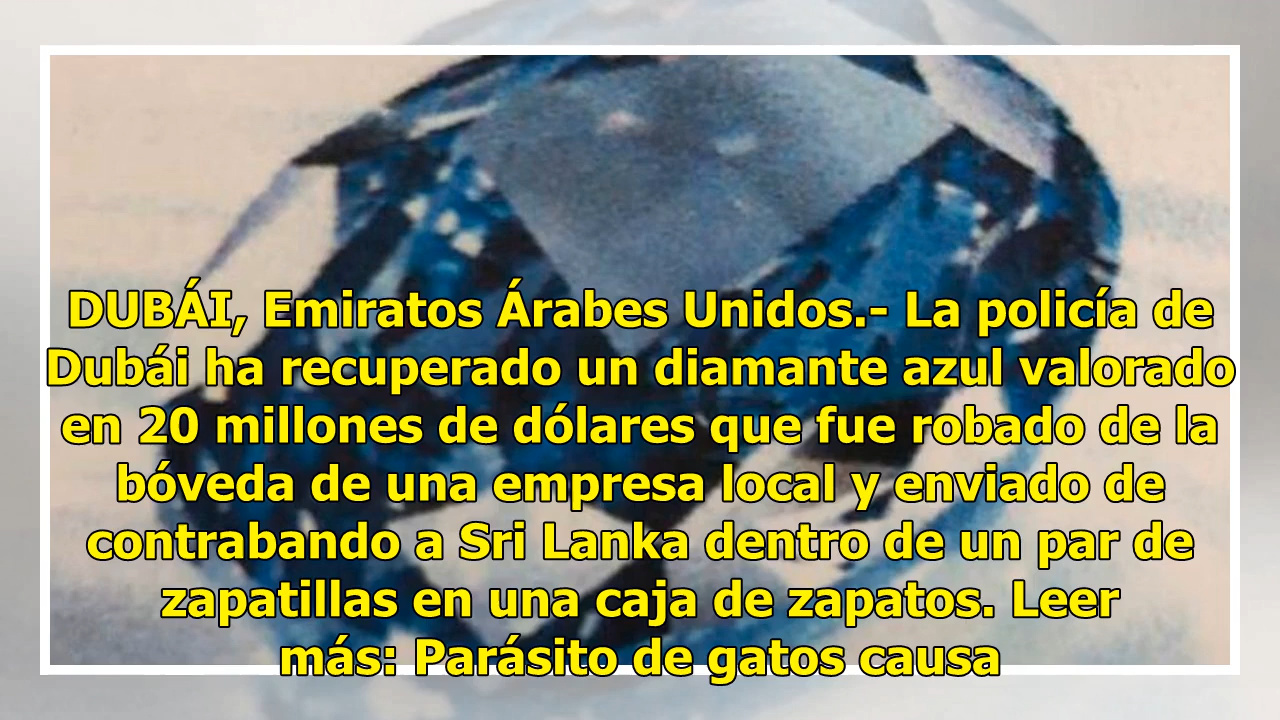 DUBÁI, Emiratos Árabes Unidos.- La policía de
Dubái ha recuperado un diamante azul valorado
en 20 millones de dólares que fue robado de la
bóveda de una empresa local y enviado de
contrabando a Sri Lanka dentro de un par de
zapatillas en una caja de zapatos. Leer
más: Parásito de gatos causa